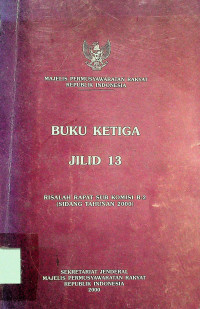 MAJELIS PERMUSYAWARATAN RAKYAT
REPUBLIK INDONESIA
BUKU KETIGA
JILID 13
RISALAH RAPAT SUB KOMISI B-2
(SIDANG TAHUNAN 2000)
SEKRETARIAT JENDERAL
MAJELIS PERMUSYAWARATAN RAKYAT
REPUBLIK INDONESIA
2000